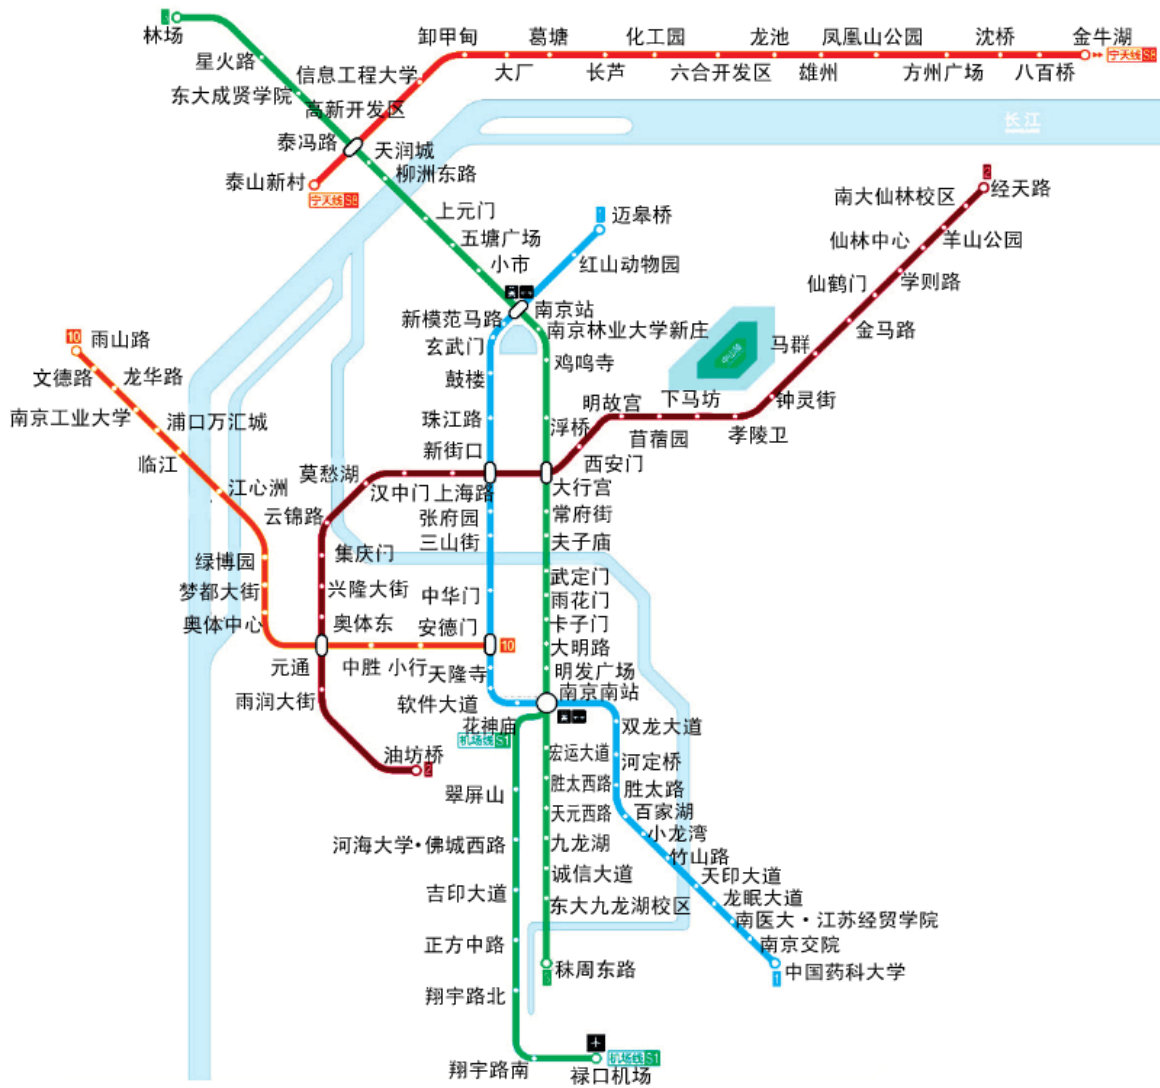 3
林场
卸甲甸
葛塘
化工园
龙池
凤凰山公园
沈桥
金牛湖
宁天线S8
星火路
信息工程大学
大厂
长芦
六合开发区
雄州
方州广场
八百桥
东大成贤学院
高新开发区
长江
泰冯路
天润城
柳洲东路
泰山新村
宁天线S8
2
经天路
南大仙林校区
上元门
1
迈皋桥
五塘广场
仙林中心
羊山公园
小市
红山动物园
仙鹤门
学则路
南京站
新模范马路
南京林业大学新庄
金马路
10
雨山路
玄武门
马群
鸡鸣寺
文德路
龙华路
鼓楼
明故宫
下马坊
钟灵街
南京工业大学
浦口万汇城
珠江路
浮桥
苜蓿园
孝陵卫
新街口
西安门
临江
莫愁湖
汉中门
上海路
大行宫
江心洲
云锦路
张府园
常府街
三山街
夫子庙
绿博园
集庆门
武定门
梦都大街
兴隆大街
中华门
雨花门
奥体中心
奥体东
安德门
卡子门
10
大明路
元通
中胜
小行
天隆寺
明发广场
雨润大街
软件大道
南京南站
花神庙
双龙大道
机场线S1
油坊桥
2
宏运大道
河定桥
胜太西路
胜太路
翠屏山
天元西路
百家湖
小龙湾
河海大学·佛城西路
九龙湖
竹山路
诚信大道
天印大道
吉印大道
东大九龙湖校区
龙眠大道
南医大·江苏经贸学院
正方中路
南京交院
秣周东路
3
中国药科大学
1
翔宇路北
翔宇路南
禄口机场
机场线S1